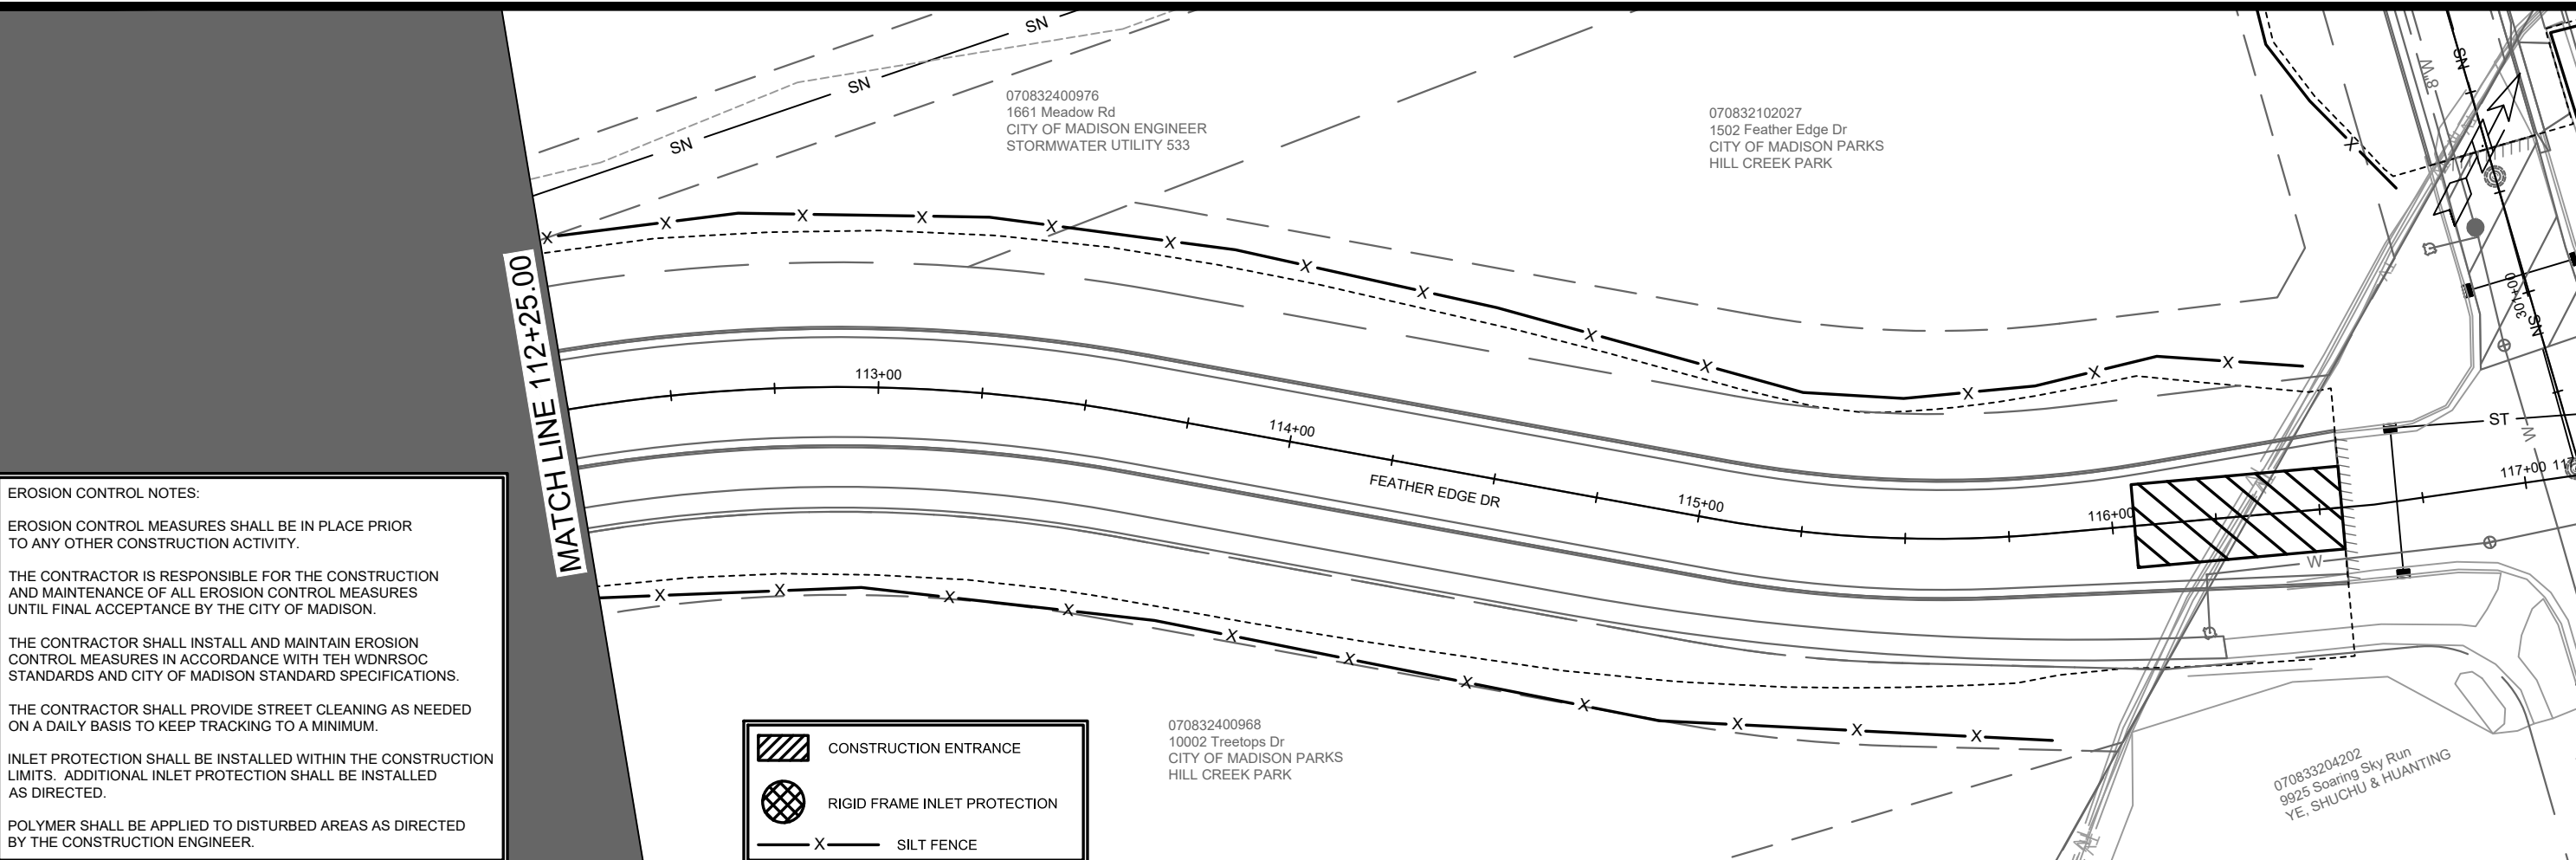 SN
SN
SN
070832400976
1661 Meadow Rd
CITY OF MADISON ENGINEER
STORMWATER UTILITY 533
070832102027
1502 Feather Edge Dr
CITY OF MADISON PARKS
HILL CREEK PARK
SN
8"W
MATCH LINE 112+25.00
301+00
SN
113+00
114+00
FEATHER EDGE DR
115+00
116+00
117+00
ST
W
W
EROSION CONTROL NOTES:
EROSION CONTROL MEASURES SHALL BE IN PLACE PRIOR
TO ANY OTHER CONSTRUCTION ACTIVITY.
THE CONTRACTOR IS RESPONSIBLE FOR THE CONSTRUCTION
AND MAINTENANCE OF ALL EROSION CONTROL MEASURES
UNTIL FINAL ACCEPTANCE BY THE CITY OF MADISON.
THE CONTRACTOR SHALL INSTALL AND MAINTAIN EROSION
CONTROL MEASURES IN ACCORDANCE WITH TEH WDNRSOC
STANDARDS AND CITY OF MADISON STANDARD SPECIFICATIONS.
THE CONTRACTOR SHALL PROVIDE STREET CLEANING AS NEEDED
ON A DAILY BASIS TO KEEP TRACKING TO A MINIMUM.
INLET PROTECTION SHALL BE INSTALLED WITHIN THE CONSTRUCTION
LIMITS. ADDITIONAL INLET PROTECTION SHALL BE INSTALLED
AS DIRECTED.
POLYMER SHALL BE APPLIED TO DISTURBED AREAS AS DIRECTED
BY THE CONSTRUCTION ENGINEER.
CONSTRUCTION ENTRANCE
RIGID FRAME INLET PROTECTION
X SILT FENCE
070832400968
10002 Treetops Dr
CITY OF MADISON PARKS
HILL CREEK PARK
070833204202
9925 Soaring Sky Run
YE, SHUCHU & HUANTING